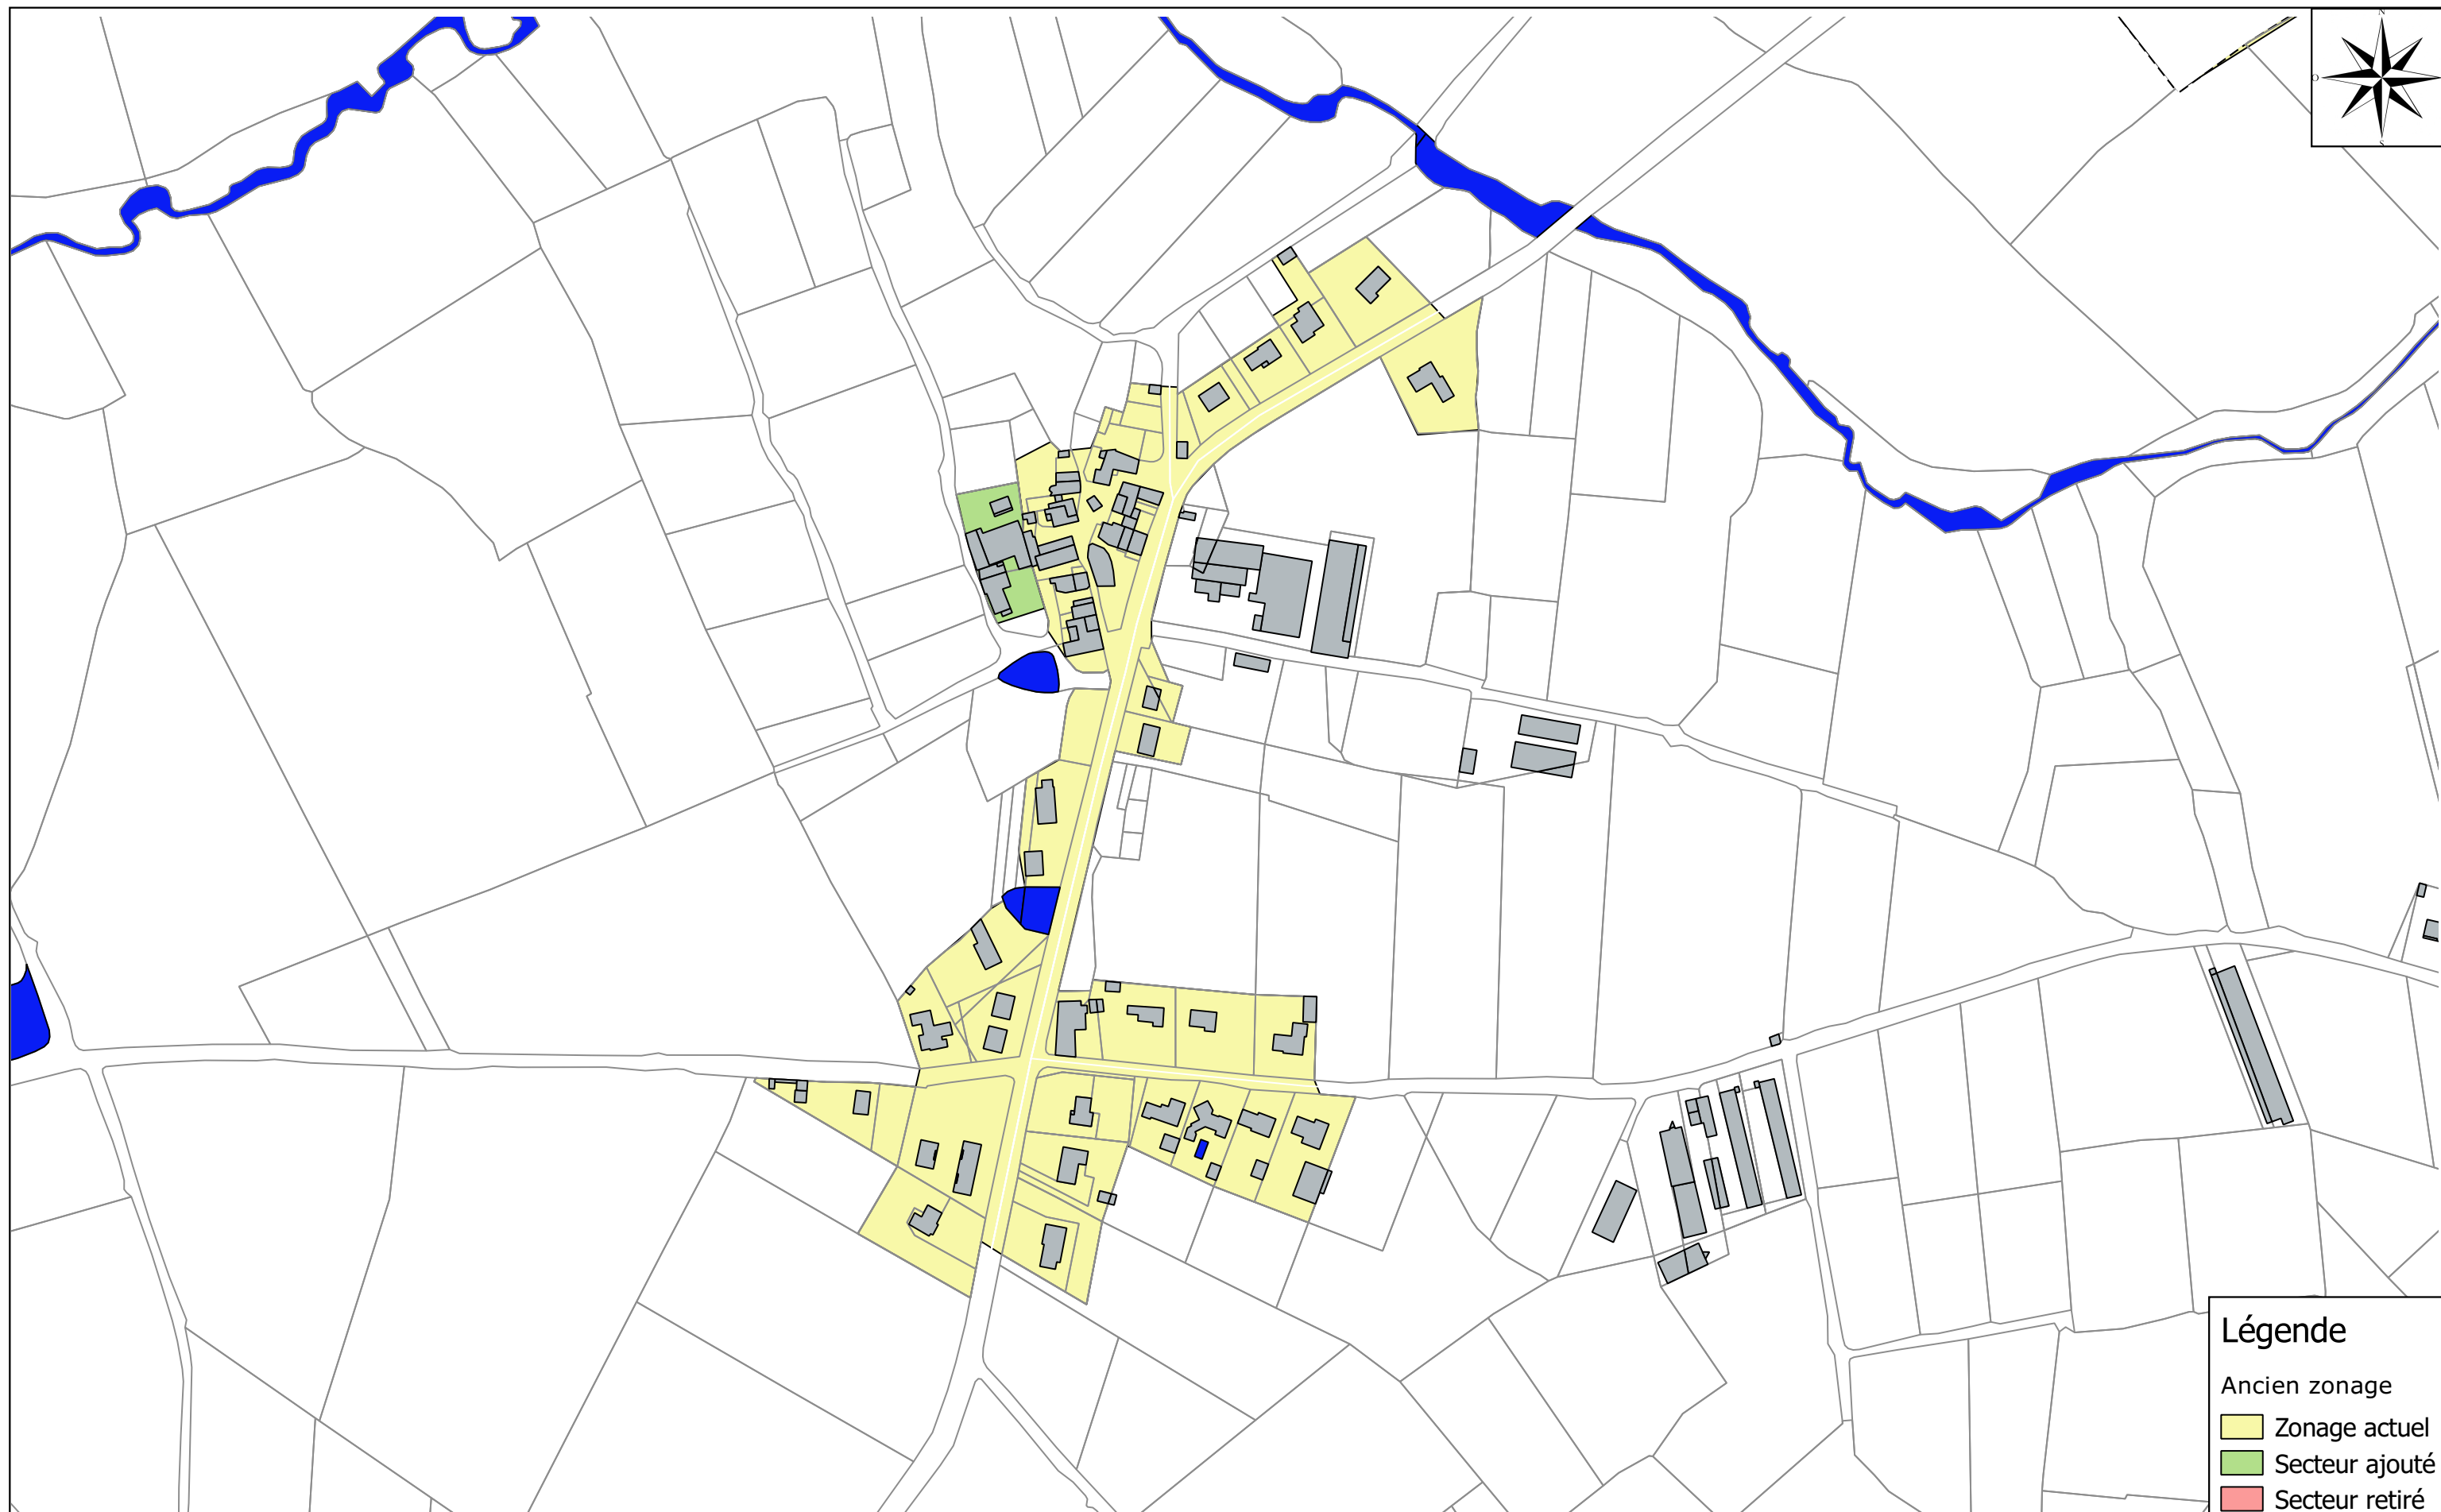 N
O
S
Légende
Ancien zonage
Zonage actuel
Secteur ajouté
Secteur retiré